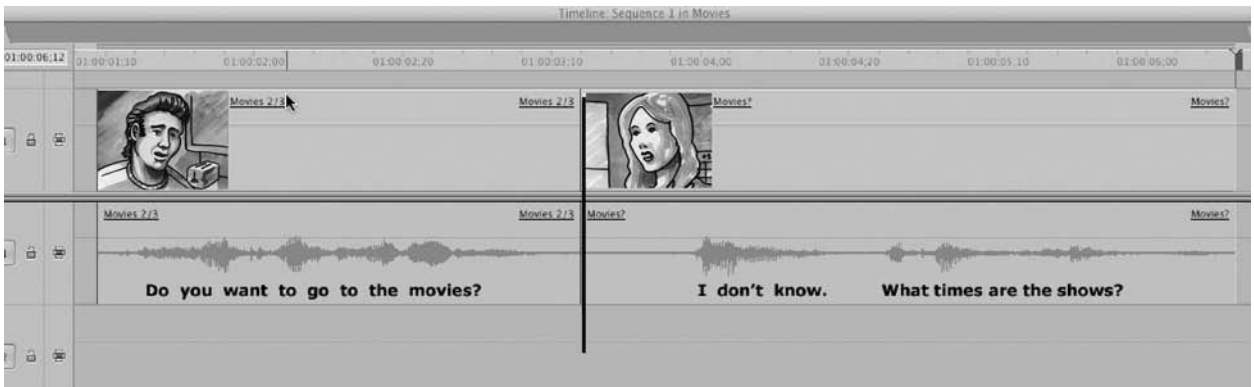 Timeline: Sequence 1 in Movies
01:00:06;12
01:00:01;10 01:00:02;00 01:00:02;20 01:00:03;10 01:00:04;00 01:00:04;20 01:00:05;10 01:00:06;00
Movies 2/3 Movies 2/3 Movies? Movies?
Movies 2/3 Movies 2/3 Movies? Movies?
Do you want to go to the movies? I don't know. What times are the shows?